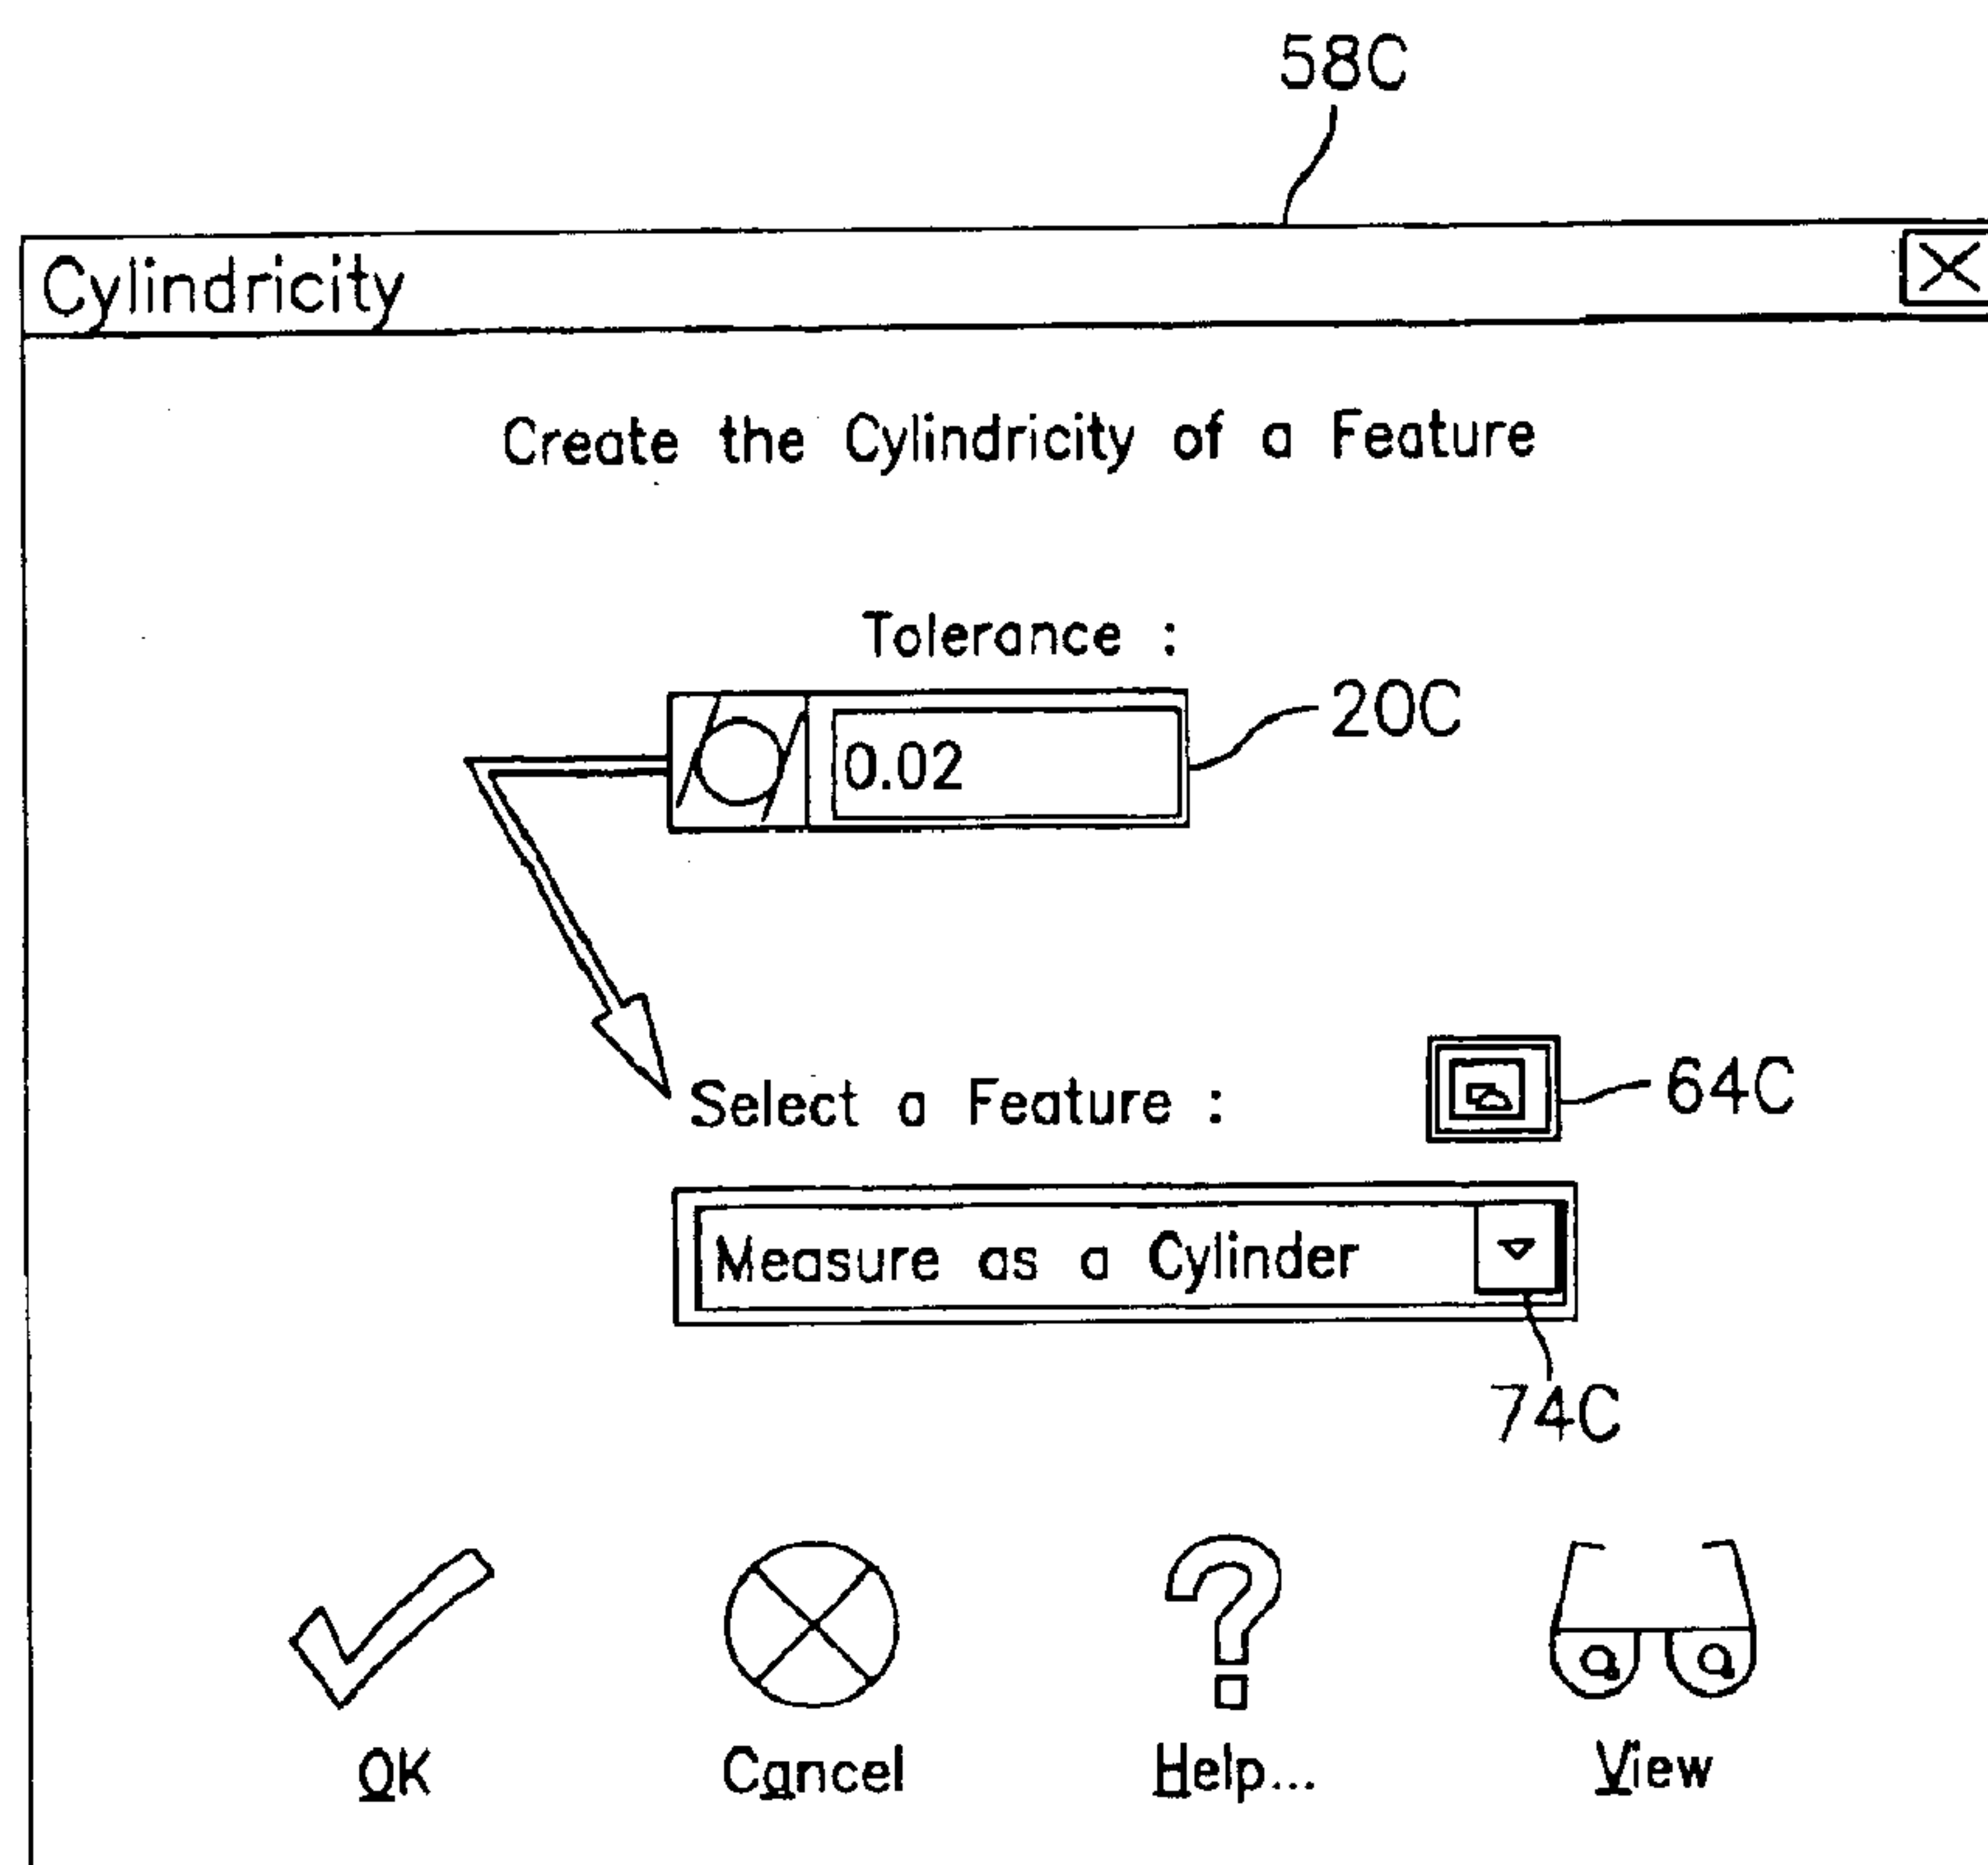 58C
Cylindricity
Create the Cylindricity of a Feature
Tolerance :
0.02
20C
Select a Feature :
64C
Measure as a Cylinder
74C
OK
Cancel
Help...
View